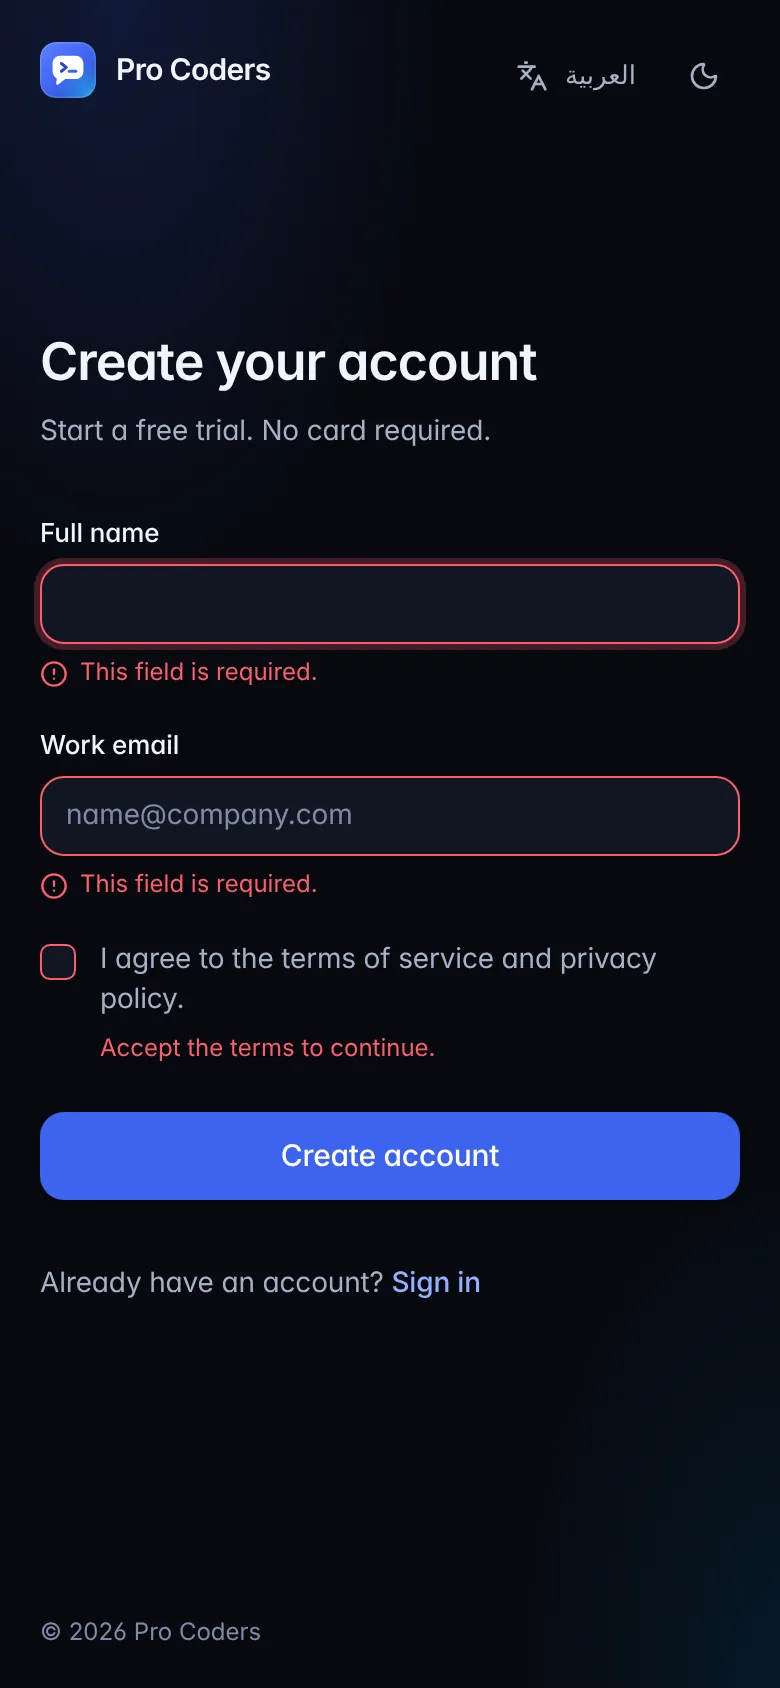 Pro Coders
العربية
Create your account
Start a free trial. No card required.
Full name
This field is required.
Work email
name@company.com
This field is required.
I agree to the terms of service and privacy
policy.
Accept the terms to continue.
Create account
Already have an account? Sign in
© 2026 Pro Coders